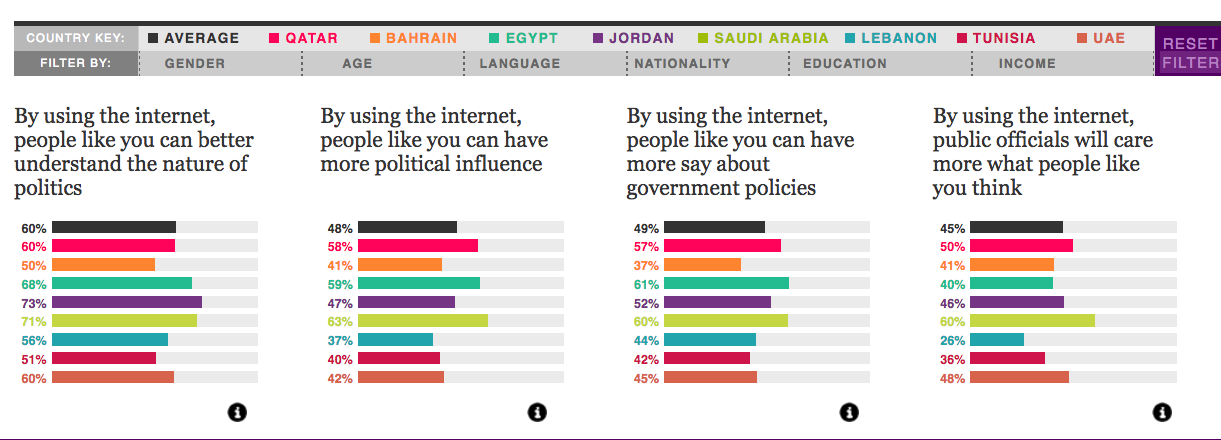 COUNTRY KEY: AVERAGE QATAR BAHRAIN EGYPT JORDAN SAUDI ARABIA LEBANON TUNISIA UAE
RESET
FILTER BY: GENDER AGE LANGUAGE NATIONALITY EDUCATION INCOME
FILTER
By using the internet,
people like you can better
understand the nature of
politics
60%
60%
50%
68%
73%
71%
56%
51%
60%
By using the internet,
people like you can have
more political influence
48%
58%
41%
59%
47%
63%
37%
40%
42%
By using the internet,
people like you can have
more say about
government policies
49%
57%
37%
61%
52%
60%
44%
42%
45%
By using the internet,
public officials will care
more what people like
you think
45%
50%
41%
40%
46%
60%
26%
36%
48%
i
i
i
i